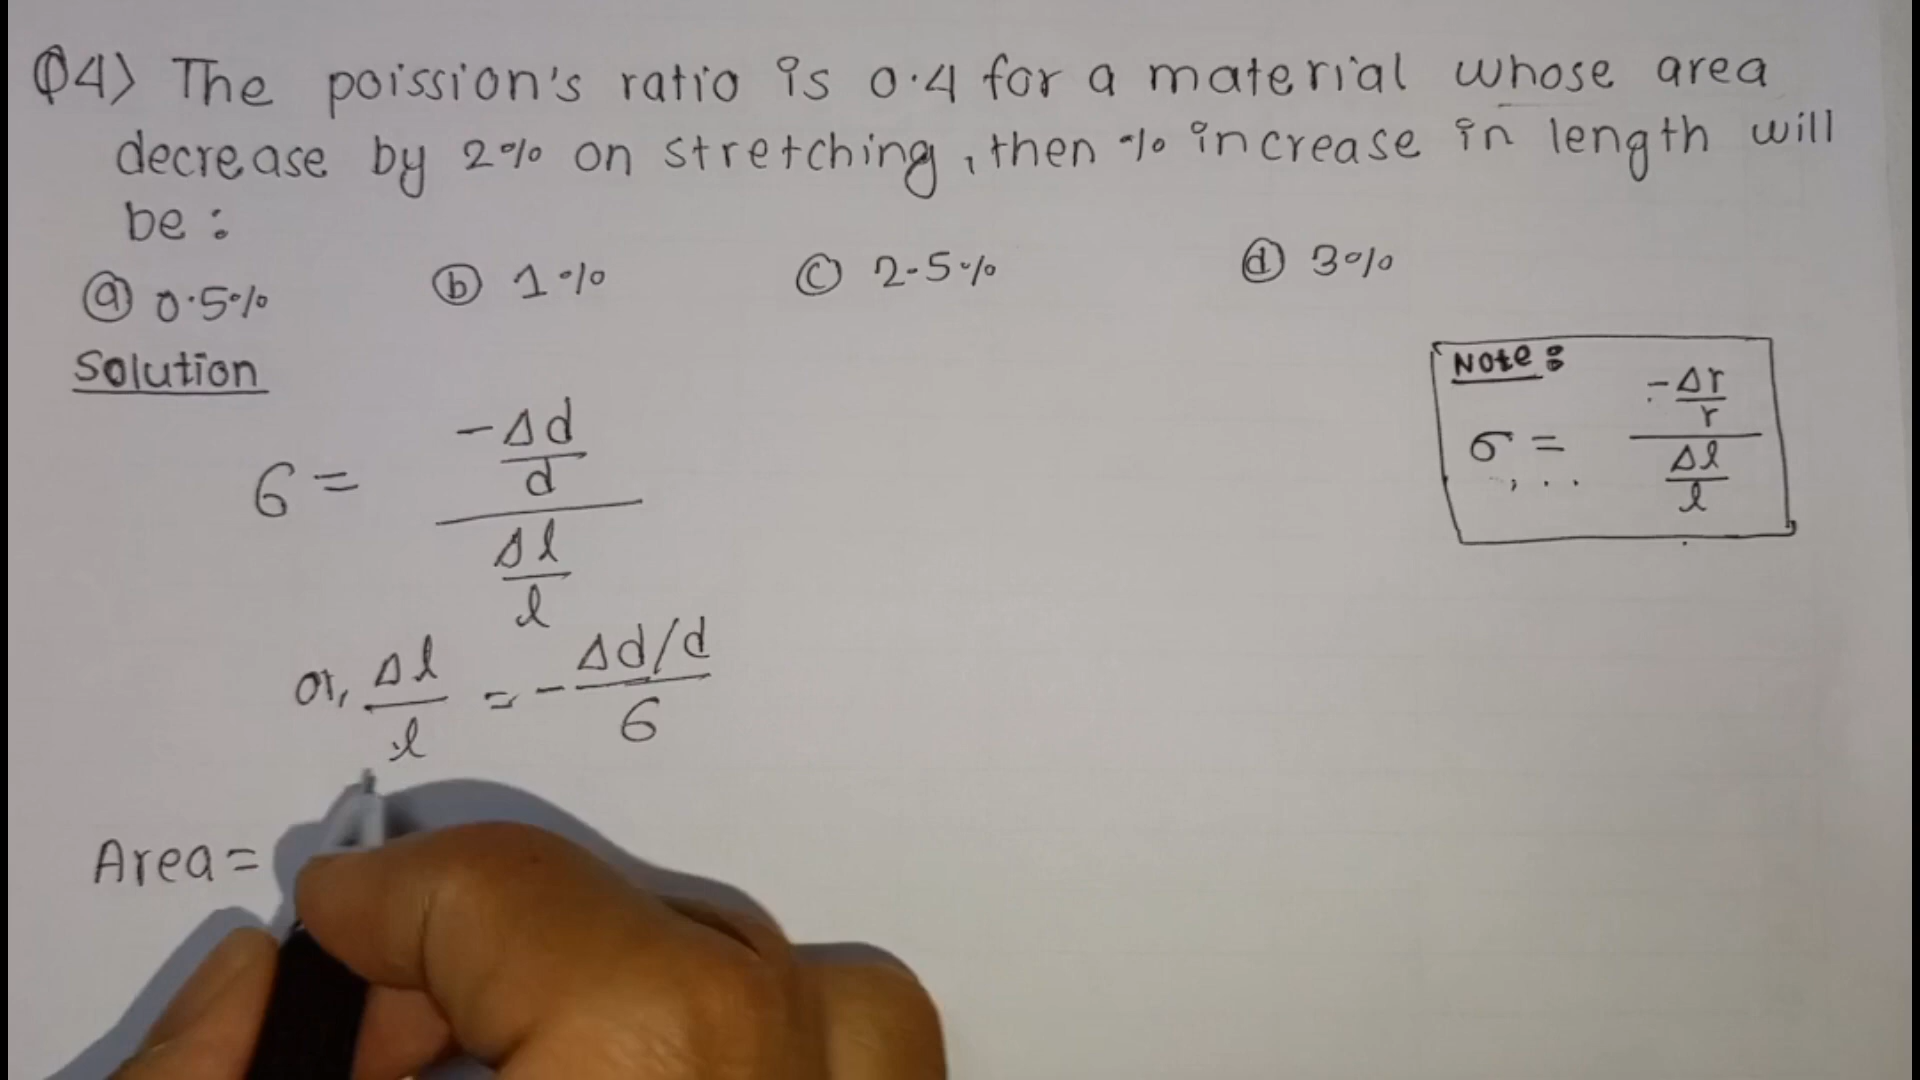 Q4) The poission's ratio is 0.4 for a material whose area
decrease by 2% on stretching, then % increase in length will
be :
(a) 0.5% (b) 1% (c) 2.5% (d) 3%
Solution
Note :
σ = (-Δr/r)/(Δl/l)
σ = (-Δd/d)/(Δl/l)
or, Δl/l = - (Δd/d)/σ
Area =